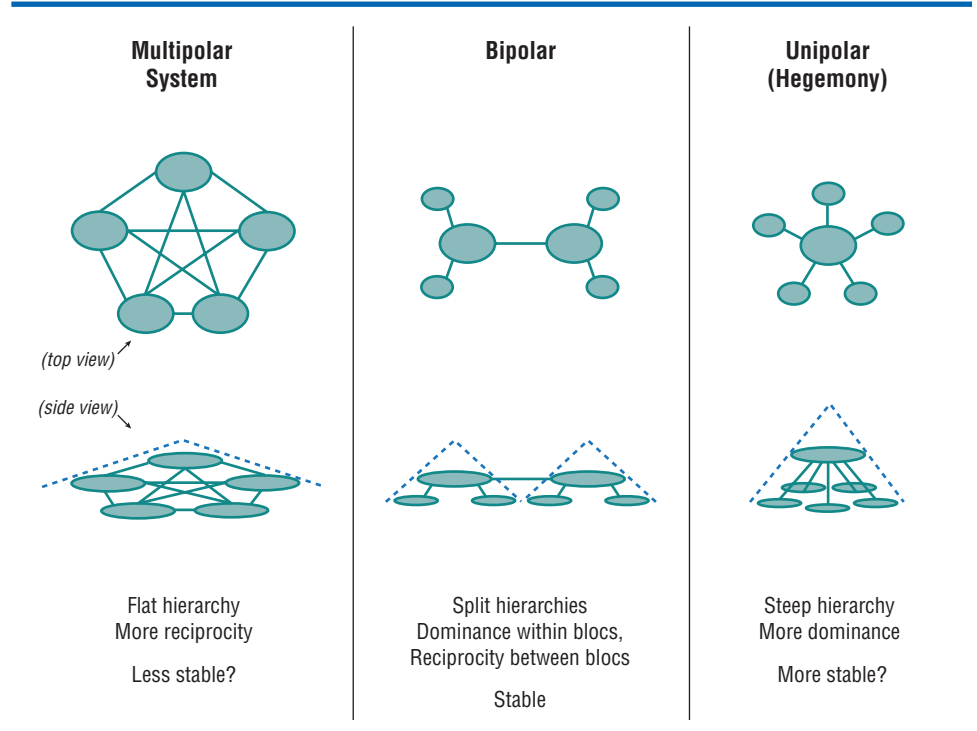 Multipolar
System
(top view)
(side view)
Flat hierarchy
More reciprocity
Less stable?
Bipolar
Split hierarchies
Dominance within blocs,
Reciprocity between blocs
Stable
Unipolar
(Hegemony)
Steep hierarchy
More dominance
More stable?